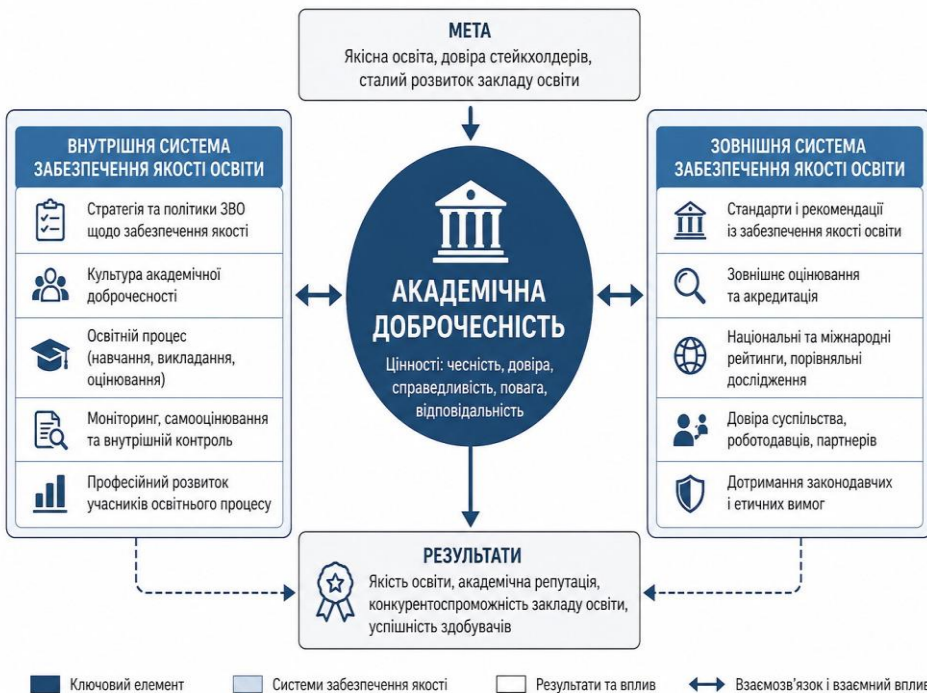 МЕТА
Якісна освіта, довіра стейкхолдерів,
сталий розвиток закладу освіти
ВНУТРІШНЯ СИСТЕМА
ЗАБЕЗПЕЧЕННЯ ЯКОСТІ ОСВІТИ
Стратегія та політики ЗВО
щодо забезпечення якості
Культура академічної
доброчесності
Освітній процес
(навчання, викладання,
оцінювання)
Моніторинг, самооцінювання
та внутрішній контроль
Професійний розвиток
учасників освітнього процесу
АКАДЕМІЧНА
ДОБРОЧЕСНІСТЬ
Цінності: чесність, довіра,
справедливість, повага,
відповідальність
ЗОВНІШНЯ СИСТЕМА
ЗАБЕЗПЕЧЕННЯ ЯКОСТІ ОСВІТИ
Стандарти і рекомендації
із забезпечення якості освіти
Зовнішнє оцінювання
та акредитація
Національні та міжнародні
рейтинги, порівняльні
дослідження
Довіра суспільства,
роботодавців, партнерів
Дотримання законодавчих
і етичних вимог
РЕЗУЛЬТАТИ
Якість освіти, академічна репутація,
конкурентоспроможність закладу освіти,
успішність здобувачів
Ключовий елемент
Системи забезпечення якості
Результати та вплив
Взаємозв'язок і взаємний вплив